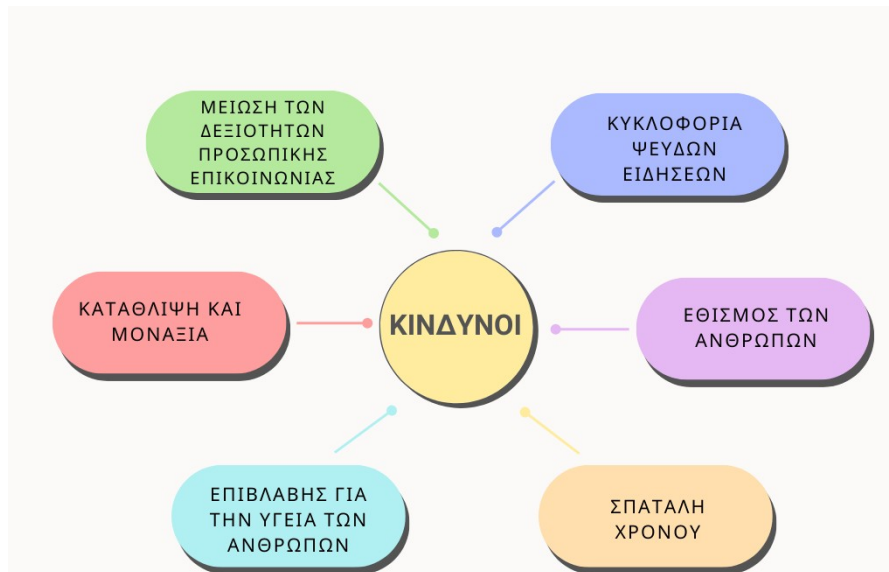 ΜΕΙΩΣΗ ΤΩΝ
ΔΕΞΙΟΤΗΤΩΝ
ΠΡΟΣΩΠΙΚΗΣ
ΕΠΙΚΟΙΝΩΝΙΑΣ
ΚΥΚΛΟΦΟΡΙΑ
ΨΕΥΔΩΝ
ΕΙΔΗΣΕΩΝ
ΚΑΤΑΘΛΙΨΗ ΚΑΙ
ΜΟΝΑΞΙΑ
ΚΙΝΔΥΝΟΙ
ΕΘΙΣΜΟΣ ΤΩΝ
ΑΝΘΡΩΠΩΝ
ΕΠΙΒΛΑΒΗΣ ΓΙΑ
ΤΗΝ ΥΓΕΙΑ ΤΩΝ
ΑΝΘΡΩΠΩΝ
ΣΠΑΤΑΛΗ
ΧΡΟΝΟΥ